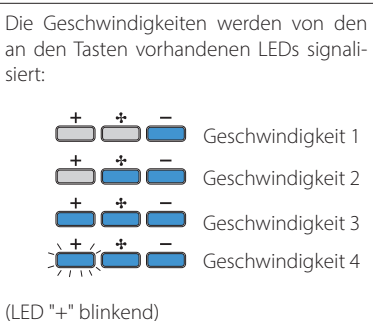 Die Geschwindigkeiten werden von den
an den Tasten vorhandenen LEDs signali-
siert:
+ ✣ −
Geschwindigkeit 1
+ ✣ −
Geschwindigkeit 2
+ ✣ −
Geschwindigkeit 3
+ ✣ −
Geschwindigkeit 4
(LED "+" blinkend)